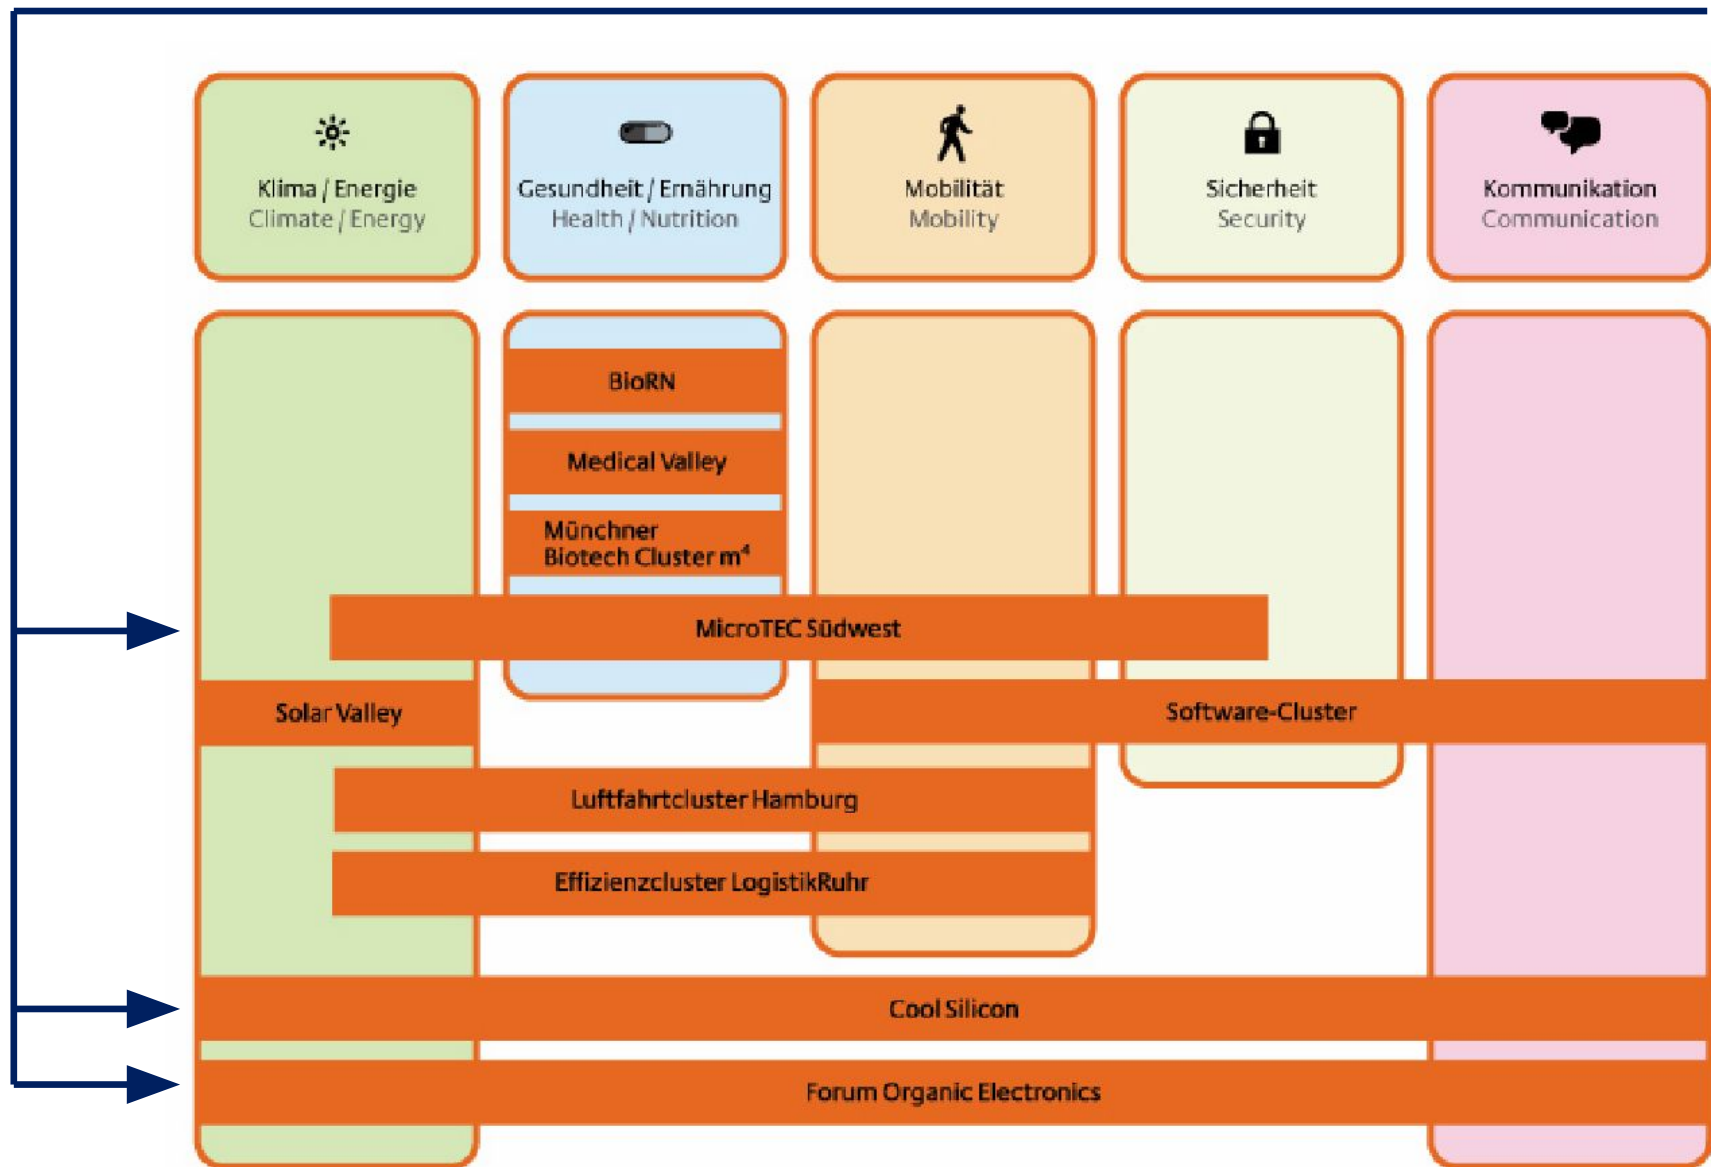 Klima / Energie
Climate / Energy
Gesundheit / Ernährung
Health / Nutrition
Mobilität
Mobility
Sicherheit
Security
Kommunikation
Communication
BioRN
Medical Valley
Münchner
Biotech Cluster m⁴
MicroTEC Südwest
Solar Valley
Software-Cluster
Luftfahrtcluster Hamburg
Effizienzcluster LogistikRuhr
Cool Silicon
Forum Organic Electronics